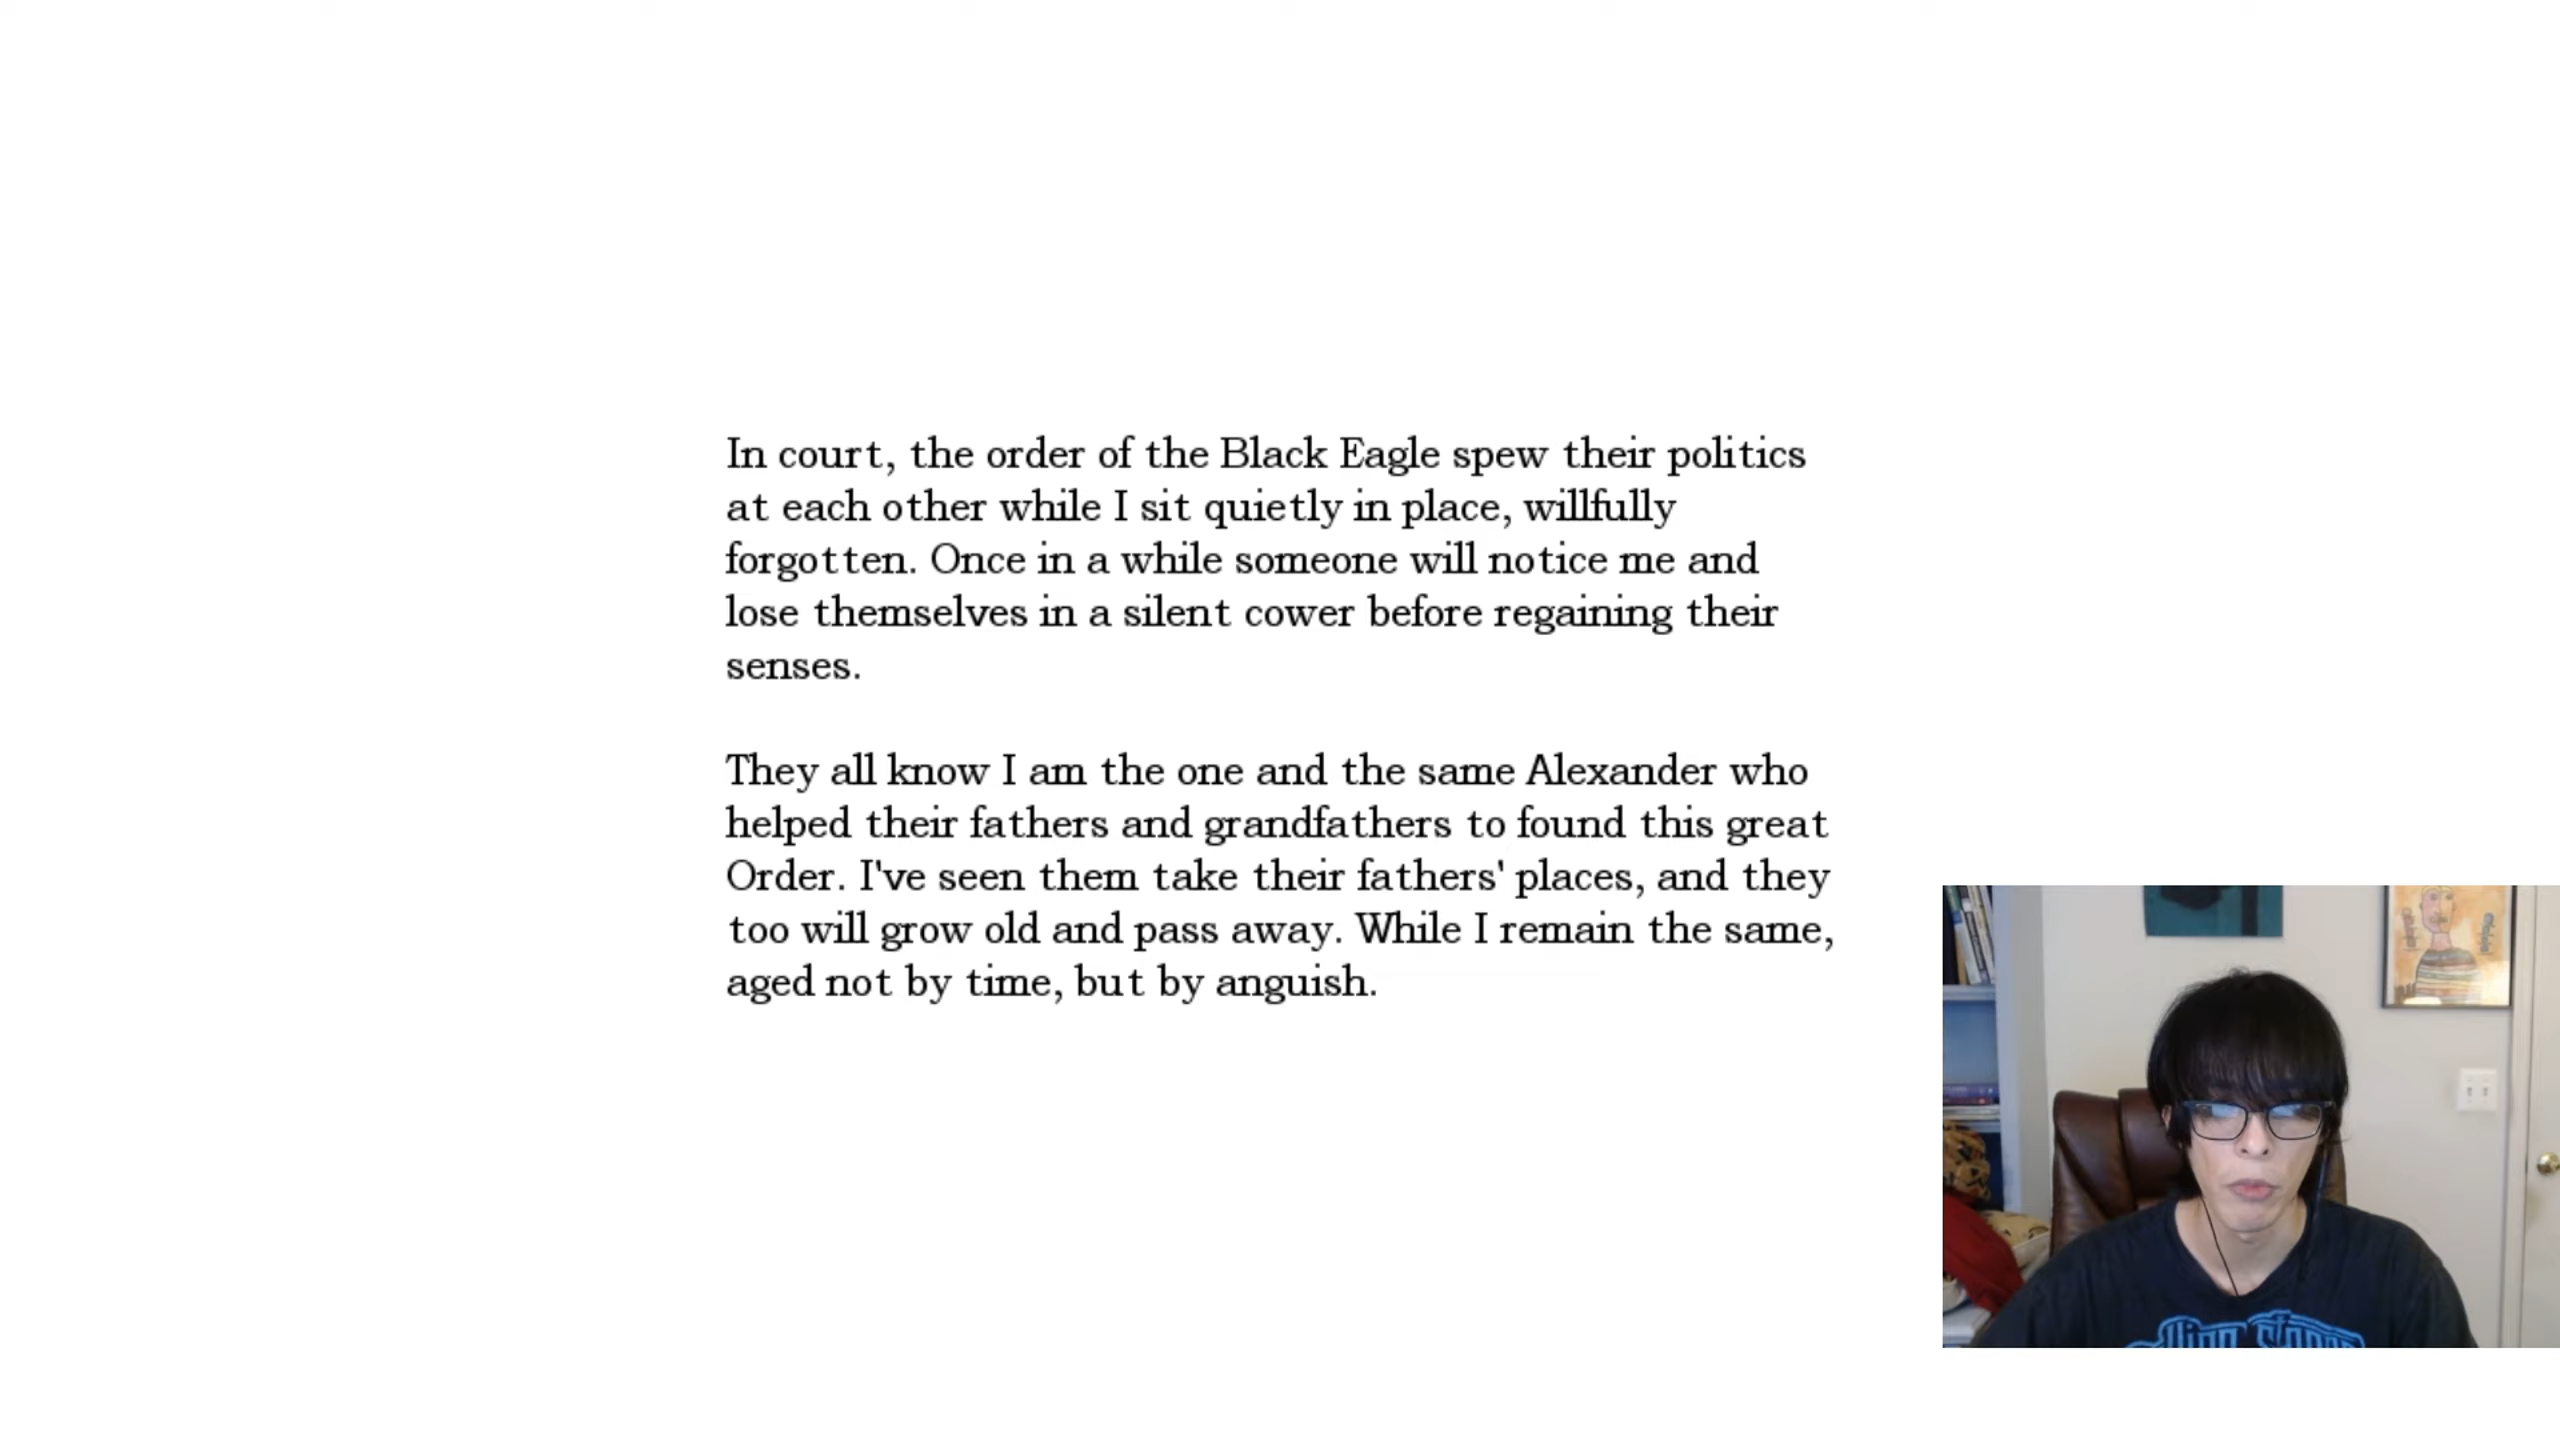 In court, the order of the Black Eagle spew their politics
at each other while I sit quietly in place, willfully
forgotten. Once in a while someone will notice me and
lose themselves in a silent cower before regaining their
senses.
They all know I am the one and the same Alexander who
helped their fathers and grandfathers to found this great
Order. I've seen them take their fathers' places, and they
too will grow old and pass away. While I remain the same,
aged not by time, but by anguish.